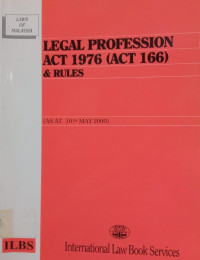 LAWS
OF
MALAYSIA
LEGAL PROFESSION
ACT 1976 (ACT 166)
& RULES
(AS AT 10th MAY 2000)
ILBS
International Law Book Services